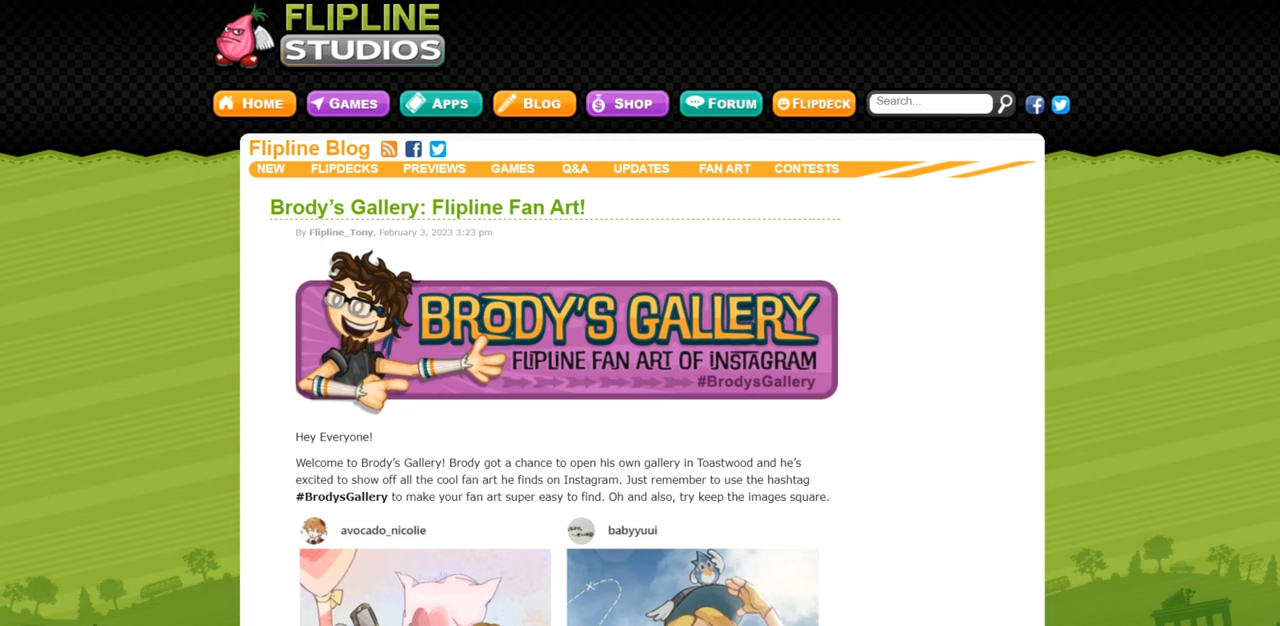 FLIPLINE
STUDIOS
HOME GAMES APPS BLOG SHOP FORUM FLIPDECK Search...
Flipline Blog
NEW FLIPDECKS PREVIEWS GAMES Q&A UPDATES FAN ART CONTESTS
Brody's Gallery: Flipline Fan Art!
By Flipline_Tony, February 3, 2023 3:23 pm
BRODY'S GALLERY
FLIPLINE FAN ART OF INSTAGRAM
#BrodysGallery
Hey Everyone!
Welcome to Brody's Gallery! Brody got a chance to open his own gallery in Toastwood and he's
excited to show off all the cool fan art he finds on Instagram. Just remember to use the hashtag
#BrodysGallery to make your fan art super easy to find. Oh and also, try keep the images square.
avocado_nicolie babyyuui